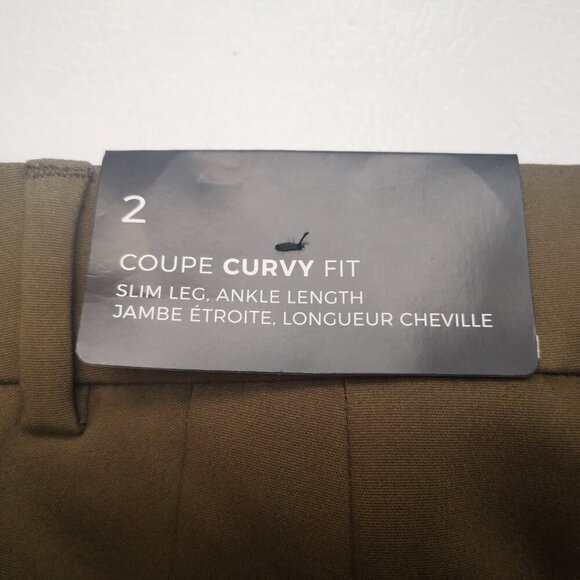 2
COUPE CURVY FIT
SLIM LEG, ANKLE LENGTH
JAMBE ÉTROITE, LONGUEUR CHEVILLE